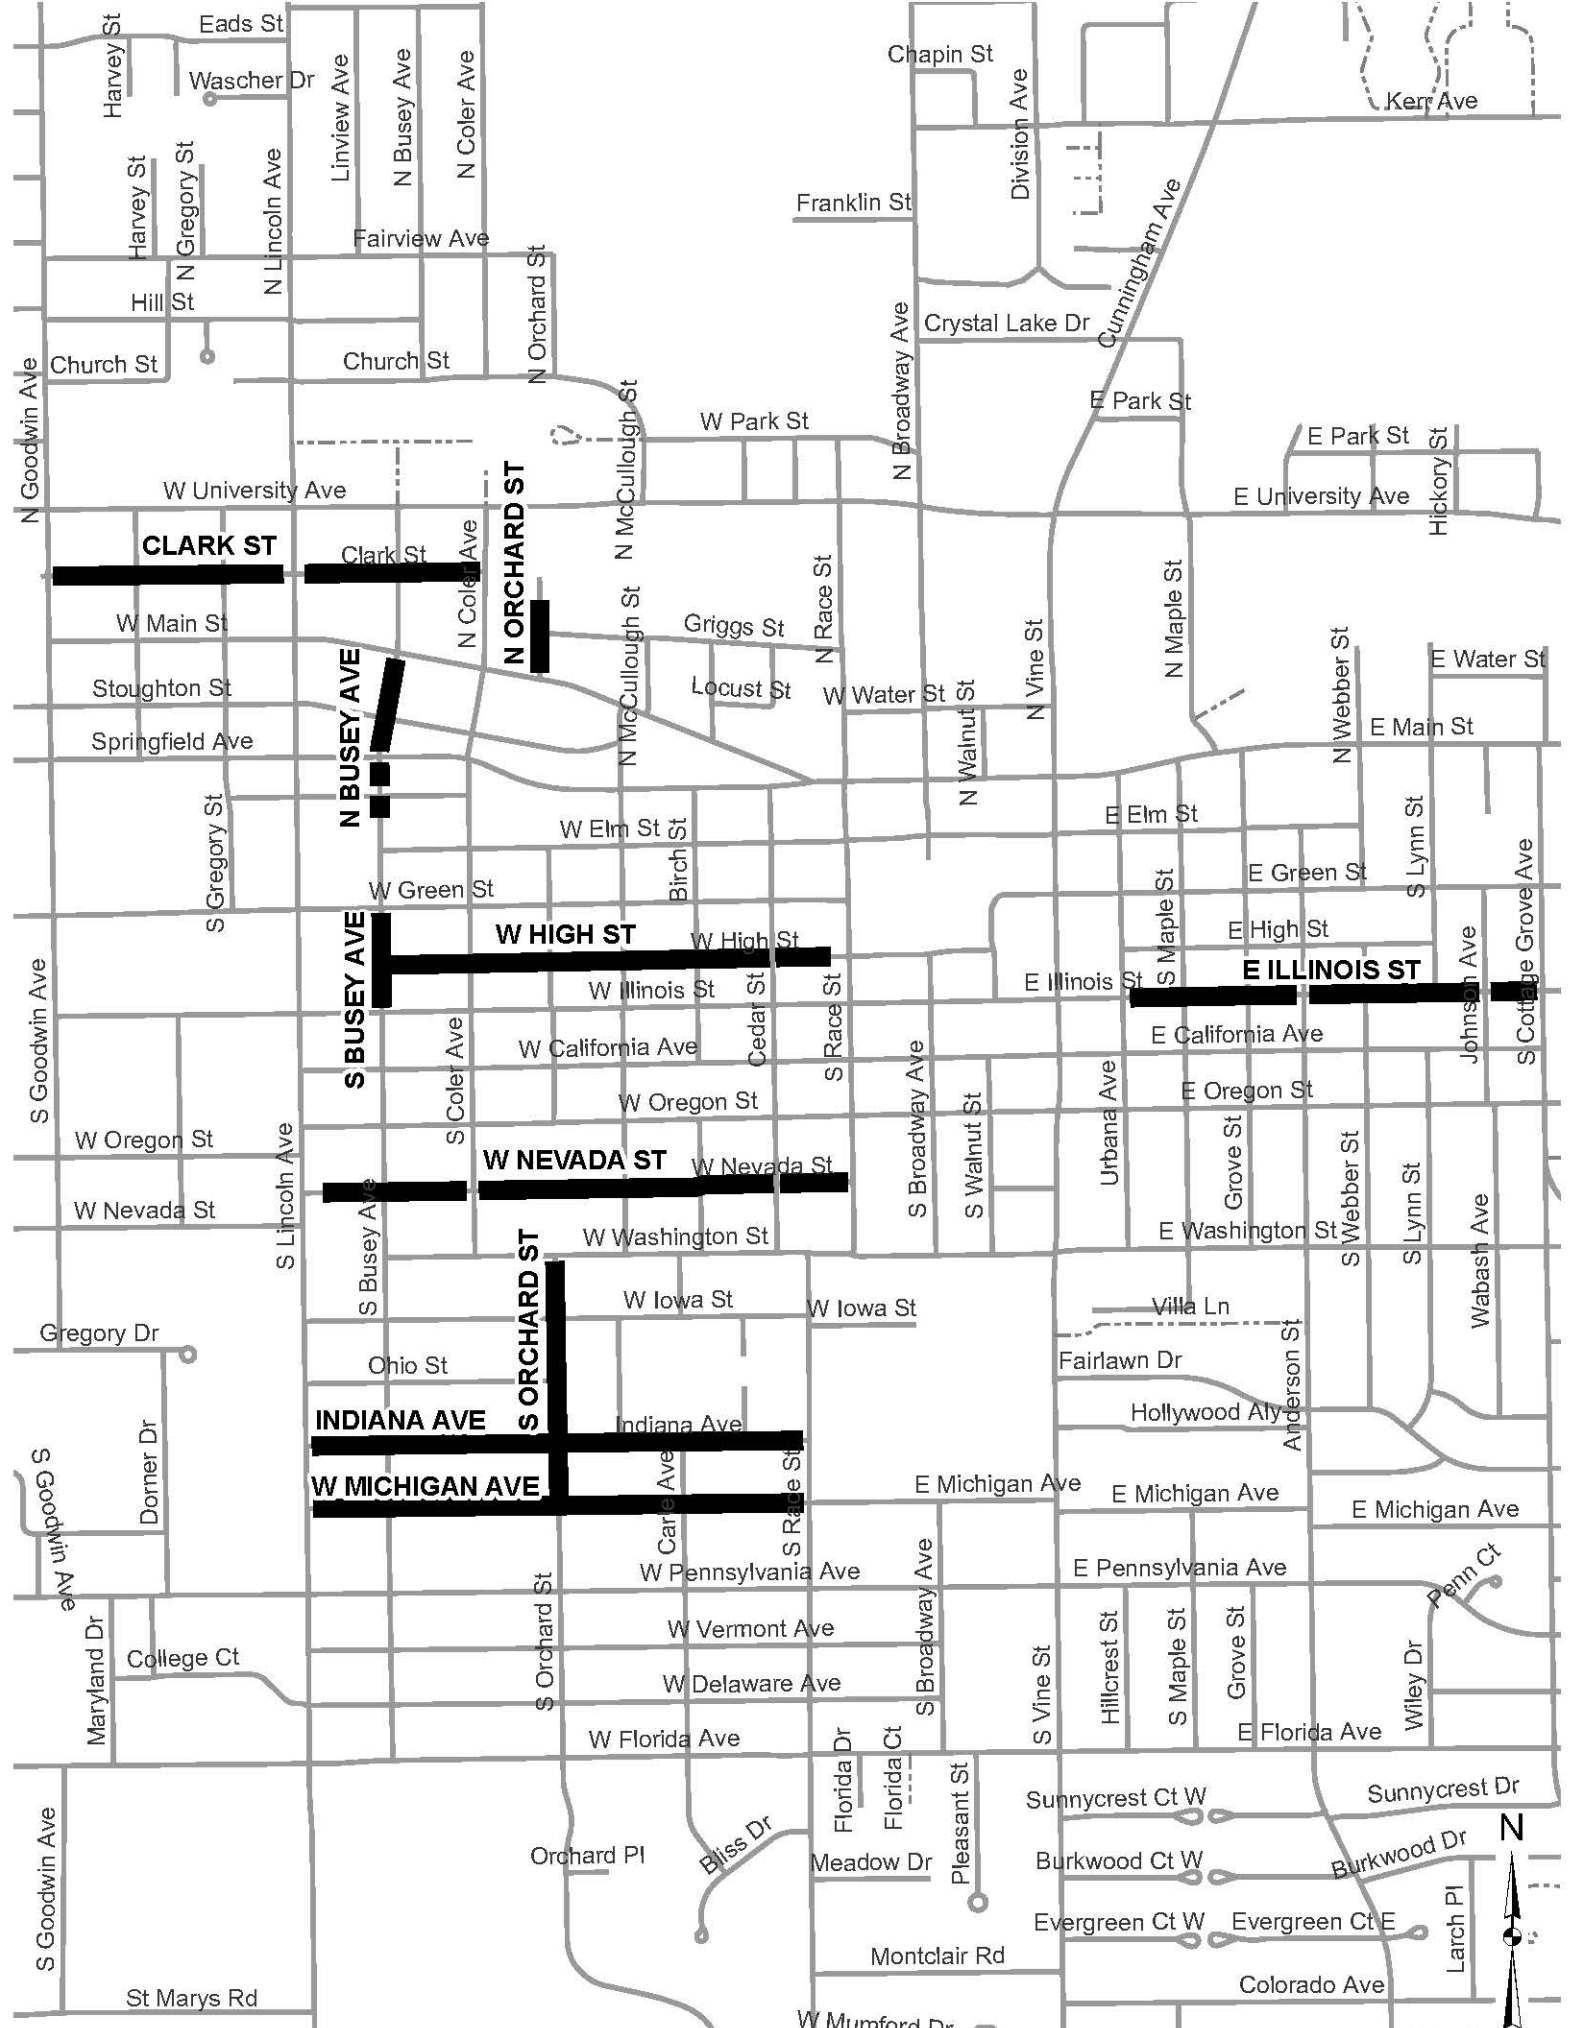 Eads St
Harvey St
Wascher Dr
Linview Ave
N Busey Ave
N Coler Ave
Chapin St
Division Ave
Kerr Ave
Harvey St
N Gregory St
N Lincoln Ave
Franklin St
Cunningham Ave
Fairview Ave
N Orchard St
Hill St
Crystal Lake Dr
N Broadway Ave
Church St
Church St
N Goodwin Ave
N McCullough St
W Park St
E Park St
E Park St
Hickory St
W University Ave
E University Ave
N ORCHARD ST
CLARK ST
Clark St
N Coler Ave
N Race St
N Maple St
W Main St
Griggs St
N McCullough St
N Vine St
N Webber St
E Water St
N BUSEY AVE
Stoughton St
Locust St
W Water St
N Walnut St
E Main St
Springfield Ave
S Gregory St
W Elm St
Birch St
E Elm St
S Lynn St
W Green St
E Green St
S Cottage Grove Ave
S Maple St
S BUSEY AVE
W HIGH ST
W High St
E High St
Johnson Ave
E ILLINOIS ST
S Goodwin Ave
W Illinois St
Cedar St
S Race St
E Illinois St
S Coler Ave
W California Ave
E California Ave
S Broadway Ave
W Oregon St
Urbana Ave
E Oregon St
S Walnut St
W Oregon St
S Lincoln Ave
W NEVADA ST
W Nevada St
Grove St
S Webber St
S Lynn St
Wabash Ave
W Nevada St
S Busey Ave
W Washington St
E Washington St
S ORCHARD ST
W Iowa St
W Iowa St
Villa Ln
Gregory Dr
Ohio St
Fairlawn Dr
Anderson St
INDIANA AVE
Indiana Ave
Hollywood Aly
Dorner Dr
S Goodwin Ave
W MICHIGAN AVE
Carle Ave
S Race St
E Michigan Ave
E Michigan Ave
E Michigan Ave
W Pennsylvania Ave
E Pennsylvania Ave
Penn Ct
S Orchard St
S Broadway Ave
Maryland Dr
W Vermont Ave
Hillcrest St
S Maple St
Grove St
Wiley Dr
College Ct
W Delaware Ave
S Vine St
W Florida Ave
E Florida Ave
Florida Dr
Florida Ct
Pleasant St
Sunnycrest Ct W
Sunnycrest Dr
S Goodwin Ave
Orchard Pl
Bliss Dr
Meadow Dr
Burkwood Ct W
Burkwood Dr
N
Evergreen Ct W
Evergreen Ct E
Larch Pl
Montclair Rd
Colorado Ave
St Marys Rd
W Mumford Dr